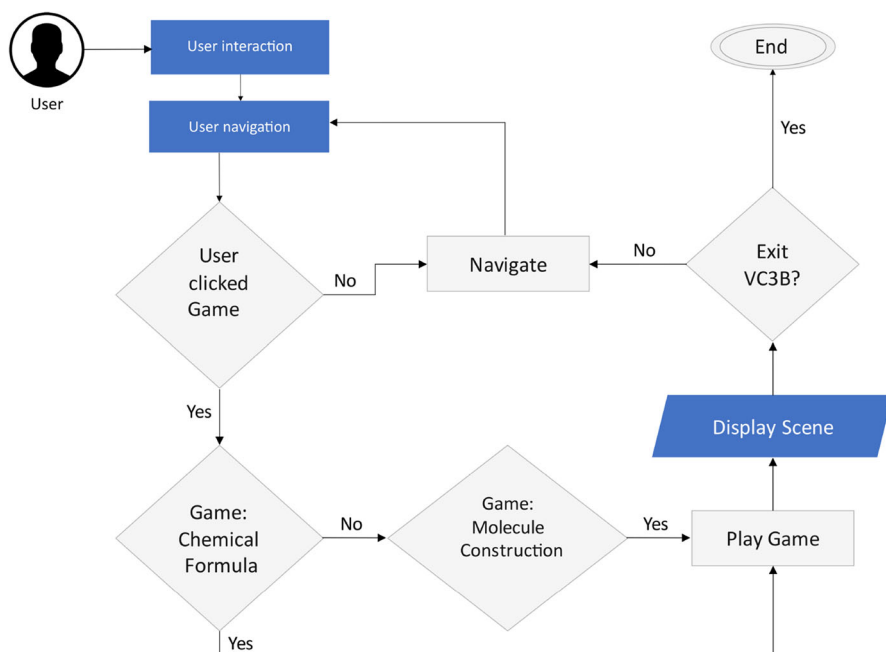 User interaction
End
User
User navigation
Yes
User
clicked
Game
No
Navigate
No
Exit
VC3B?
Yes
Display Scene
Game:
Chemical
Formula
No
Game:
Molecule
Construction
Yes
Play Game
Yes